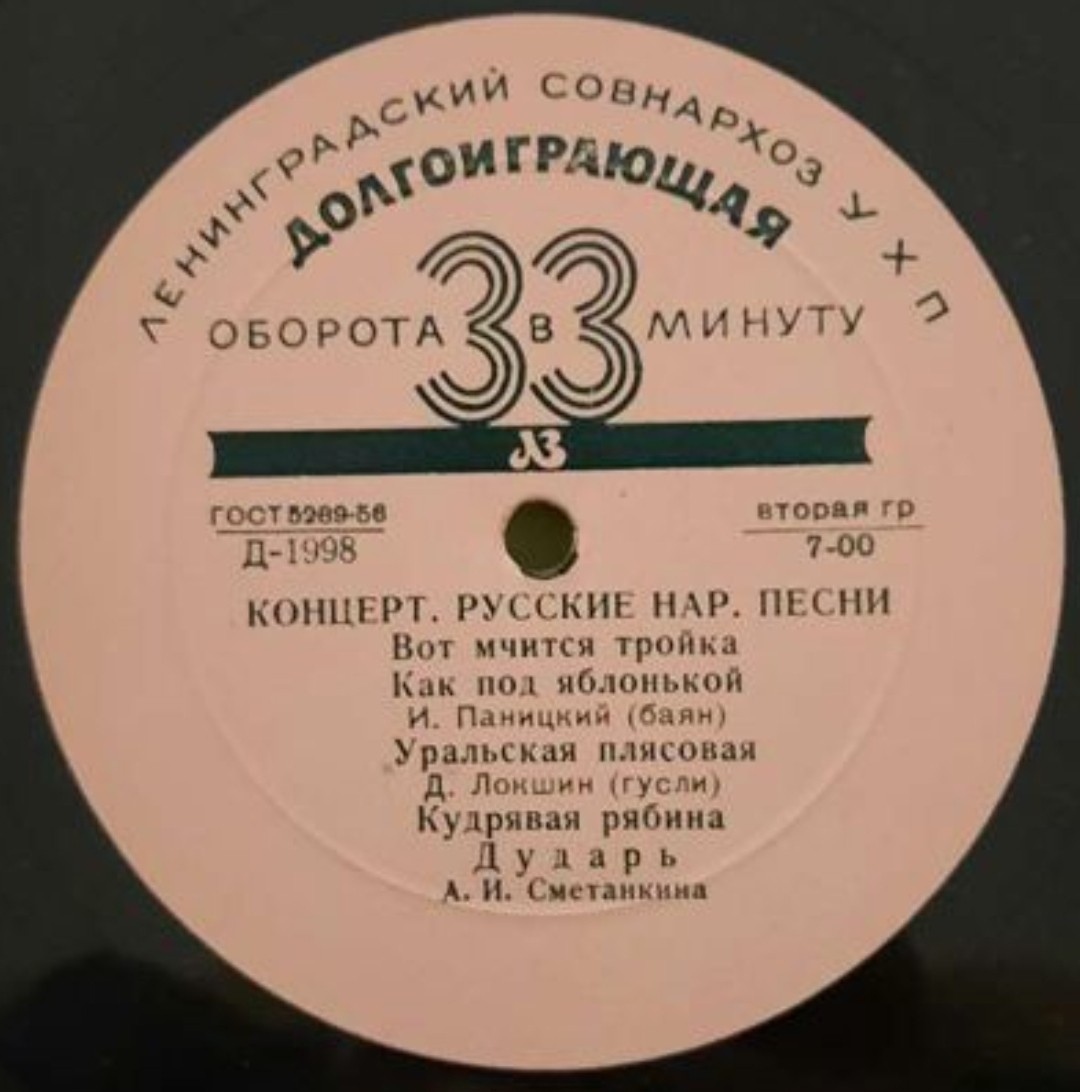 ЛЕНИНГРАДСКИЙ СОВНАРХОЗ УХП
ДОЛГОИГРАЮЩАЯ
33
ОБОРОТА В МИНУТУ
ЛЗ
ГОСТ 5289-56
Д-1998
вторая гр
7-00
КОНЦЕРТ. РУССКИЕ НАР. ПЕСНИ
Вот мчится тройка
Как под яблонькой
И. Паницкий (баян)
Уральская плясовая
Д. Локшин (гусли)
Кудрявая рябина
Дударь
А. И. Сметанкина